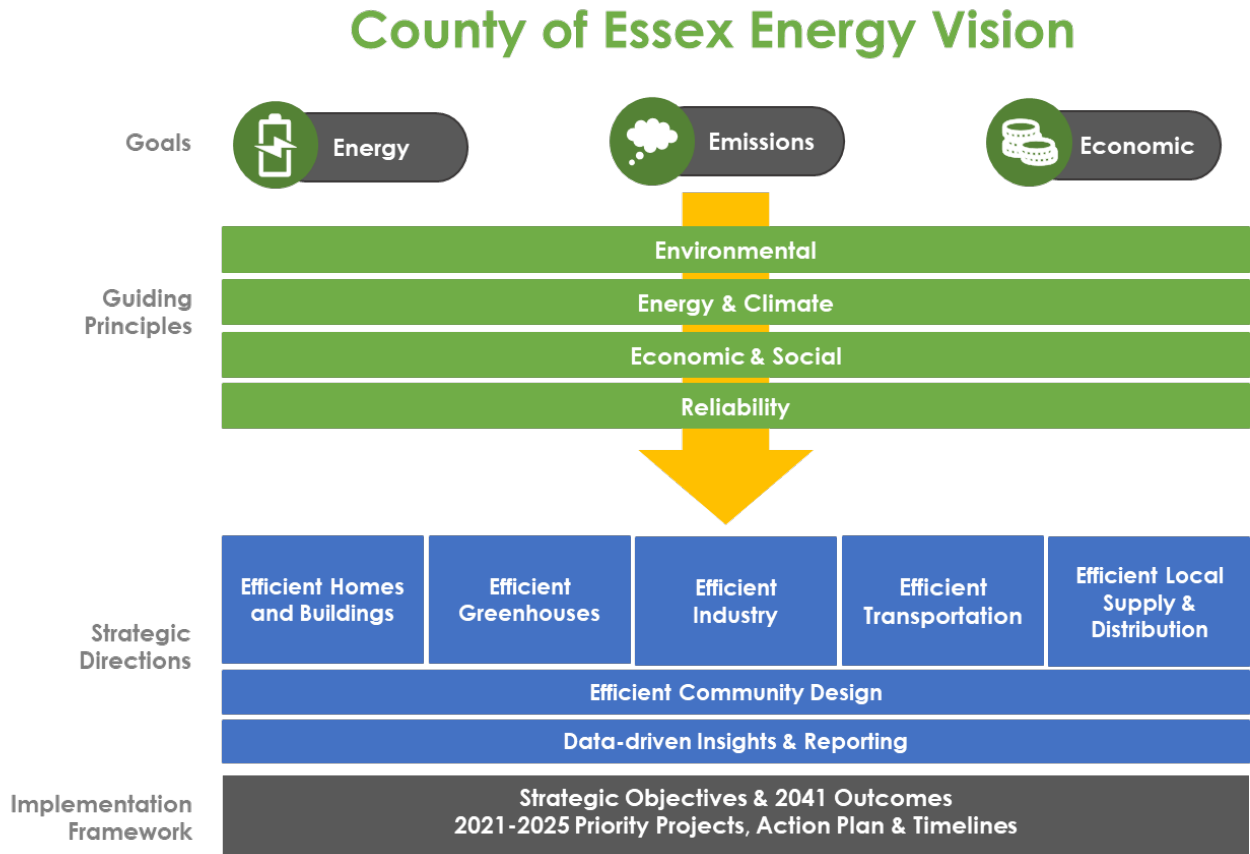 County of Essex Energy Vision
Goals
Energy
Emissions
Economic
Guiding
Principles
Environmental
Energy & Climate
Economic & Social
Reliability
Strategic
Directions
Efficient Homes
and Buildings
Efficient
Greenhouses
Efficient
Industry
Efficient
Transportation
Efficient Local
Supply &
Distribution
Efficient Community Design
Data-driven Insights & Reporting
Implementation
Framework
Strategic Objectives & 2041 Outcomes
2021-2025 Priority Projects, Action Plan & Timelines